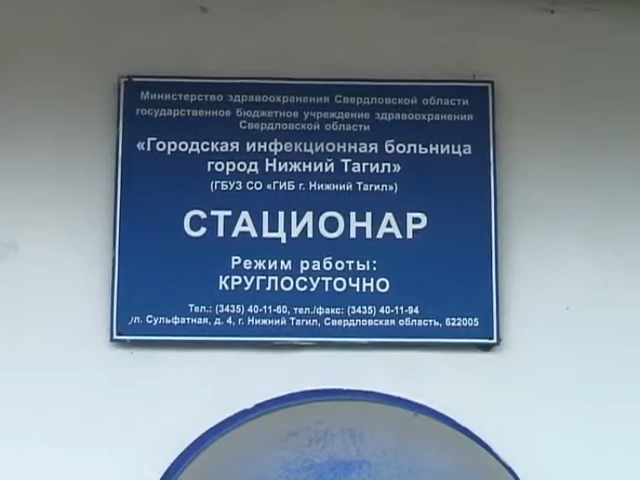 Министерство здравоохранения Свердловской области
государственное бюджетное учреждение здравоохранения
Свердловской области
«Городская инфекционная больница
город Нижний Тагил»
(ГБУЗ СО «ГИБ г. Нижний Тагил»)
СТАЦИОНАР
Режим работы:
КРУГЛОСУТОЧНО
Тел.: (3435) 40-11-60, тел./факс: (3435) 40-11-94
ул. Сульфатная, д. 4, г. Нижний Тагил, Свердловская область, 622005